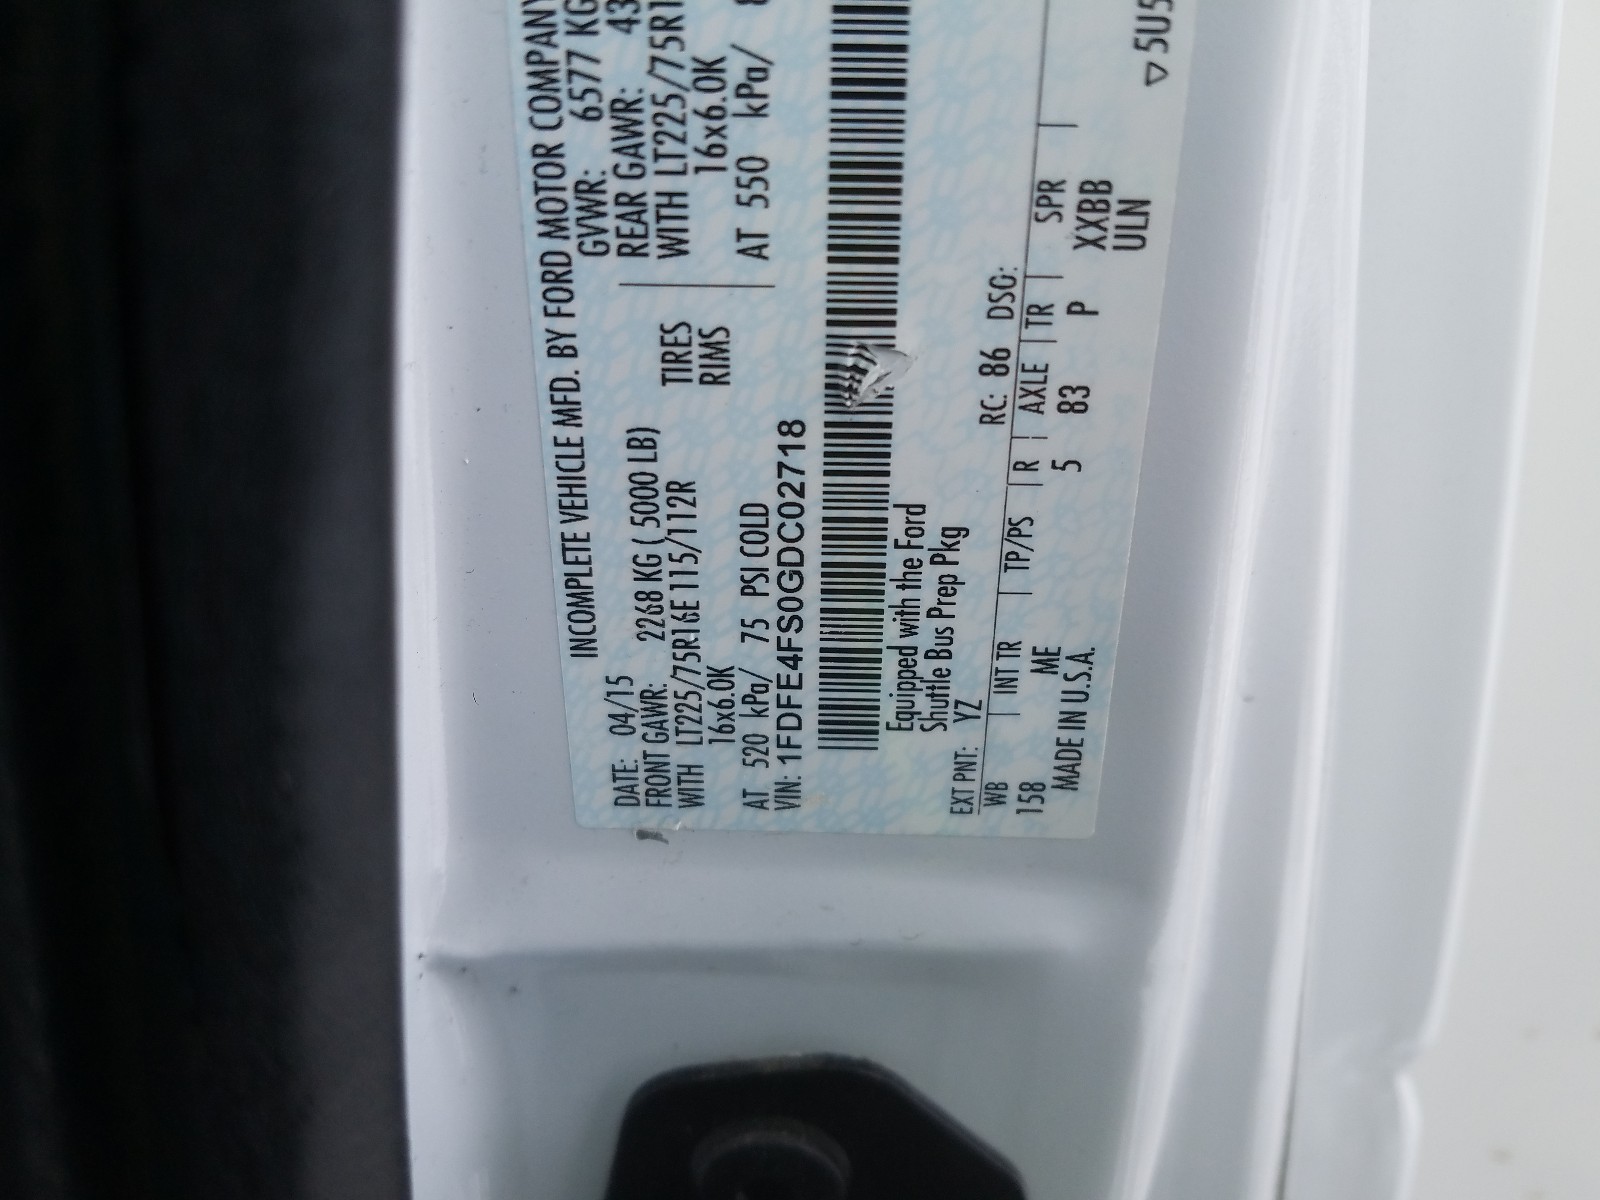 INCOMPLETE VEHICLE MFD. BY FORD MOTOR COMPANY
DATE: 04/15 GVWR: 6577 KG
FRONT GAWR: 2268 KG ( 5000 LB) REAR GAWR: 43
WITH LT225/75R16E 115/112R TIRES WITH LT225/75R1
16x6.0K RIMS 16x6.0K
AT 520 kPa/ 75 PSI COLD AT 550 kPa/
VIN: 1FDFE4FS0GDC02718
Equipped with the Ford
Shuttle Bus Prep Pkg
EXT PNT: YZ RC: 86 DSO:
WB INT TR TP/PS R AXLE TR SPR
158 ME 5 83 P XXBB
MADE IN U.S.A. ULN
▽ 5U5